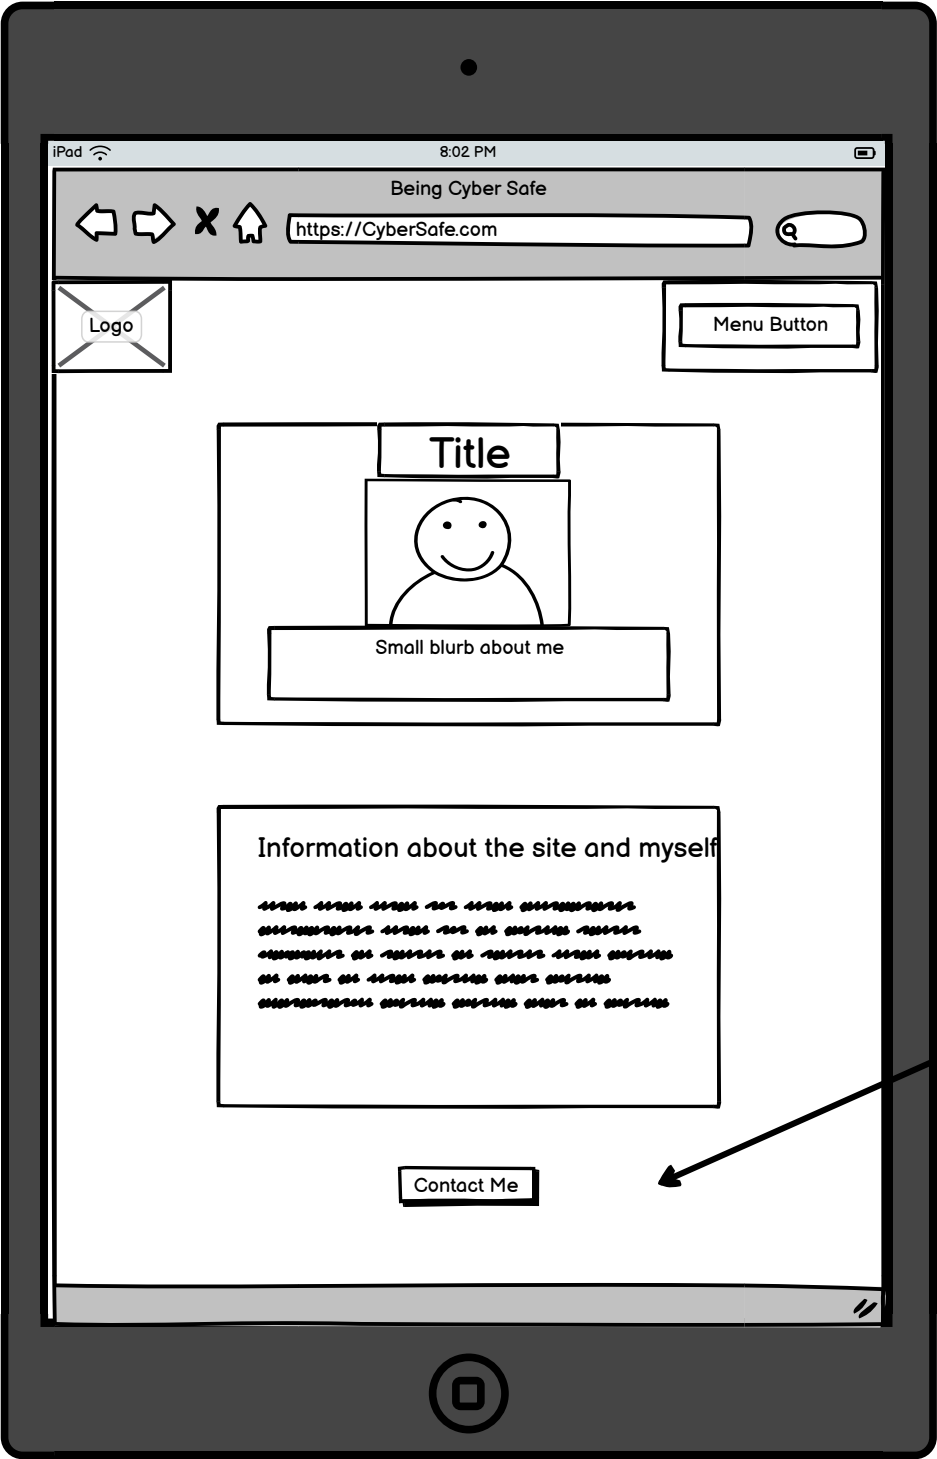 iPad
8:02 PM
Being Cyber Safe
https://CyberSafe.com
Logo
Menu Button
Title
Small blurb about me
Information about the site and myself
Contact Me